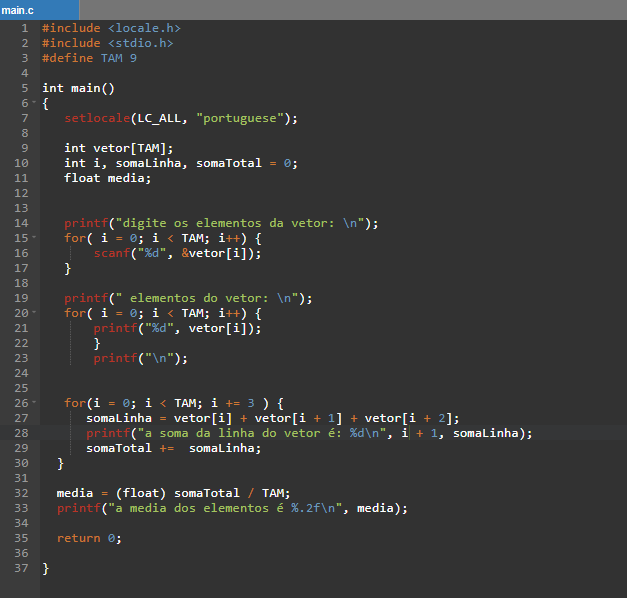 main.c
1 #include <locale.h>
2 #include <stdio.h>
3 #define TAM 9
4
5 int main()
6 {
7    setlocale(LC_ALL, "portuguese");
8
9    int vetor[TAM];
10    int i, somaLinha, somaTotal = 0;
11    float media;
12
13
14    printf("digite os elementos da vetor: \n");
15    for( i = 0; i < TAM; i++) {
16        scanf("%d", &vetor[i]);
17    }
18
19    printf(" elementos do vetor: \n");
20    for( i = 0; i < TAM; i++) {
21        printf("%d", vetor[i]);
22        }
23        printf("\n");
24
25
26    for(i = 0; i < TAM; i += 3 ) {
27       somaLinha = vetor[i] + vetor[i + 1] + vetor[i + 2];
28       printf("a soma da linha do vetor é: %d\n", i + 1, somaLinha);
29       somaTotal +=  somaLinha;
30   }
31
32   media = (float) somaTotal / TAM;
33   printf("a media dos elementos é %.2f\n", media);
34
35   return 0;
36
37 }